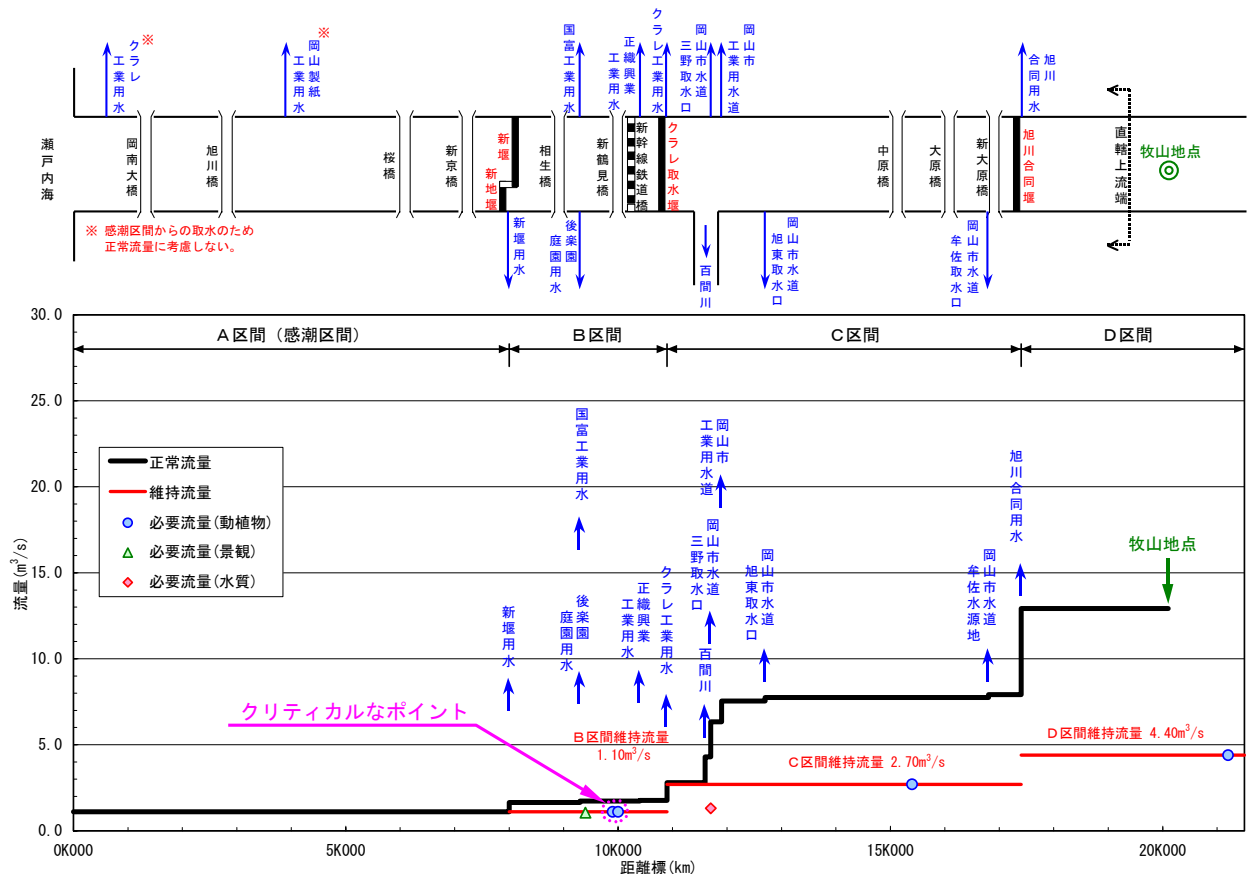 ※
クラレ
工業用水
※
岡山製紙
工業用水
国富工業用水
正織興業
工業用水
クラレ工業用水
岡山市水道
三野取水口
岡山市
工業用水道
旭川
合同用水
瀬戸内海
岡南大橋
旭川橋
桜橋
新京橋
新堰
新地堰
相生橋
新鶴見橋
新幹線鉄道橋
クラレ取水堰
中原橋
大原橋
新大原橋
旭川合同堰
直轄上流端
牧山地点
※ 感潮区間からの取水のため
正常流量に考慮しない。
新堰用水
後楽園
庭園用水
百間川
岡山市水道
旭東取水口
岡山市水道
牟佐取水口
30.0
25.0
20.0
15.0
10.0
5.0
0.0
流量(m³/s)
A区間（感潮区間）
B区間
C区間
D区間
正常流量
維持流量
必要流量(動植物)
必要流量(景観)
必要流量(水質)
新堰用水
国富工業用水
後楽園
庭園用水
正織興業
工業用水
クラレ工業用水
岡山市水道
三野取水口
百間川
岡山市
工業用水道
岡山市水道
旭東取水口
岡山市水道
牟佐水源地
旭川合同用水
牧山地点
クリティカルなポイント
B区間維持流量
1.10m³/s
C区間維持流量 2.70m³/s
D区間維持流量 4.40m³/s
0K000
5K000
10K000
15K000
20K000
距離標(km)